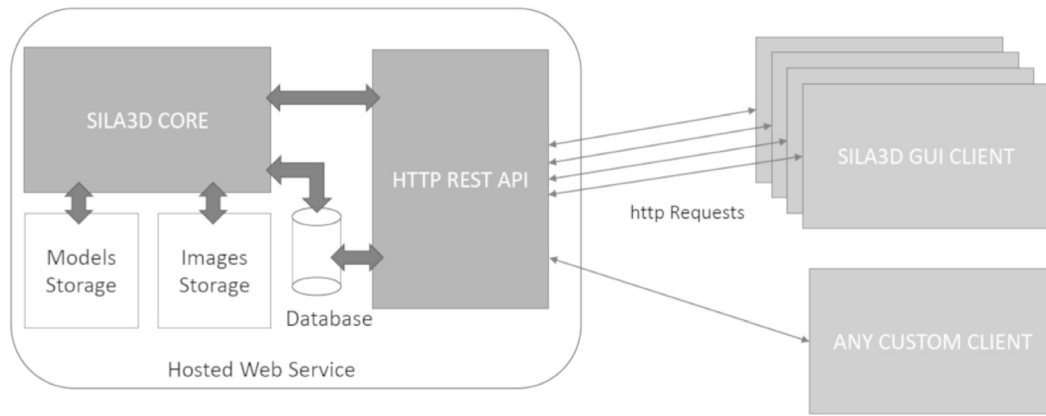 SILA3D CORE
HTTP REST API
Models
Storage
Images
Storage
Database
Hosted Web Service
http Requests
SILA3D GUI CLIENT
ANY CUSTOM CLIENT